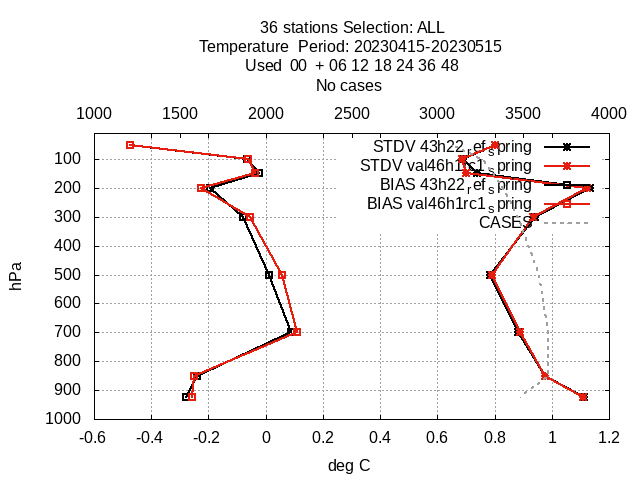 36 stations Selection: ALL
Temperature Period: 20230415-20230515
Used 00 + 06 12 18 24 36 48
No cases
1000 1500 2000 2500 3000 3500 4000
STDV 43h22_ref_spring
STDV val46h1rc1_spring
BIAS 43h22_ref_spring
BIAS val46h1rc1_spring
CASES
100
200
300
400
500
600
700
800
900
1000
hPa
-0.6 -0.4 -0.2 0 0.2 0.4 0.6 0.8 1 1.2
deg C